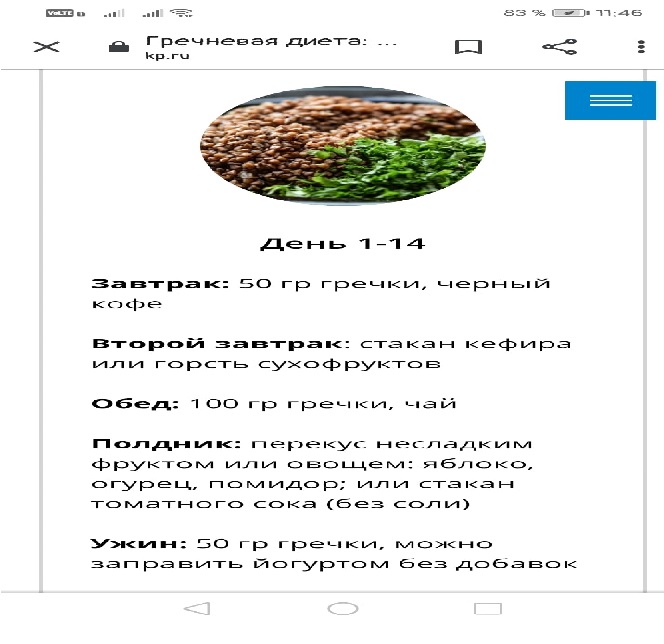 VoLTE 83 % 11:46
Гречневая диета: ...
kp.ru
День 1-14
Завтрак: 50 гр гречки, черный
кофе
Второй завтрак: стакан кефира
или горсть сухофруктов
Обед: 100 гр гречки, чай
Полдник: перекус несладким
фруктом или овощем: яблоко,
огурец, помидор; или стакан
томатного сока (без соли)
Ужин: 50 гр гречки, можно
заправить йогуртом без добавок